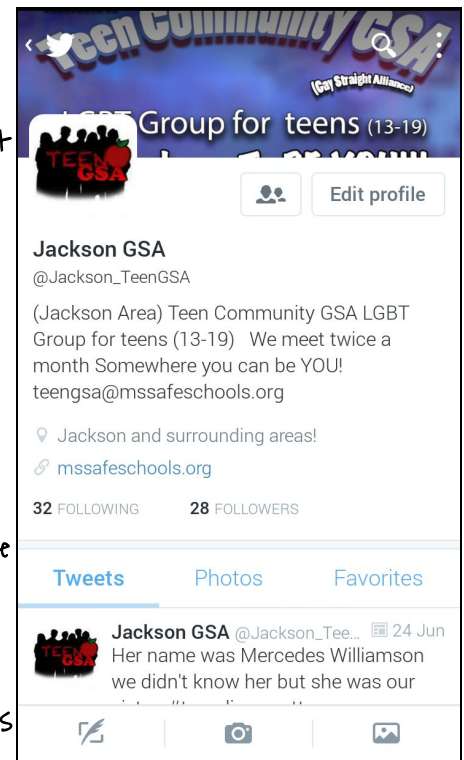 Teen Community GSA
(Gay Straight Alliance)
LGBT Group for teens (13-19)
TEEN
GSA
Edit profile
Jackson GSA
@Jackson_TeenGSA
(Jackson Area) Teen Community GSA LGBT
Group for teens (13-19) We meet twice a
month Somewhere you can be YOU!
teengsa@mssafeschools.org
Jackson and surrounding areas!
mssafeschools.org
32 FOLLOWING 28 FOLLOWERS
Tweets Photos Favorites
Jackson GSA @Jackson_Tee... 24 Jun
TEEN
GSA
Her name was Mercedes Williamson
we didn't know her but she was our